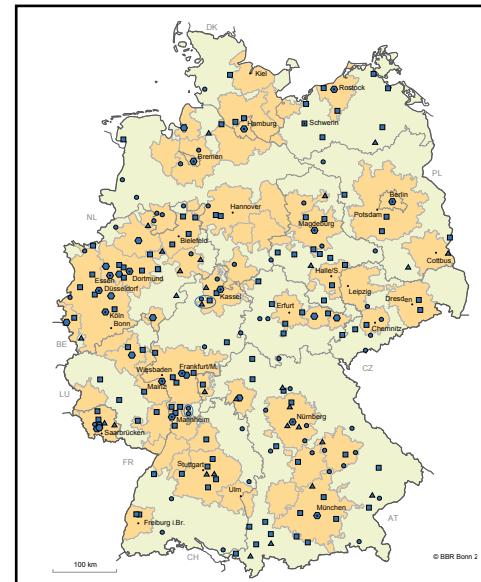 DK
Kiel
Rostock
Hamburg
Schwerin
Bremen
PL
Berlin
Hannover
Potsdam
NL
Magdeburg
Bielefeld
Cottbus
Essen
Dortmund
Halle/S.
Leipzig
Düsseldorf
Kassel
Dresden
Köln
Erfurt
Bonn
Chemnitz
BE
CZ
Wiesbaden
Frankfurt/M.
LU
Mainz
Mannheim
Nürnberg
Saarbrücken
FR
Stuttgart
Ulm
München
Freiburg i.Br.
AT
CH
© BBR Bonn 2
100 km